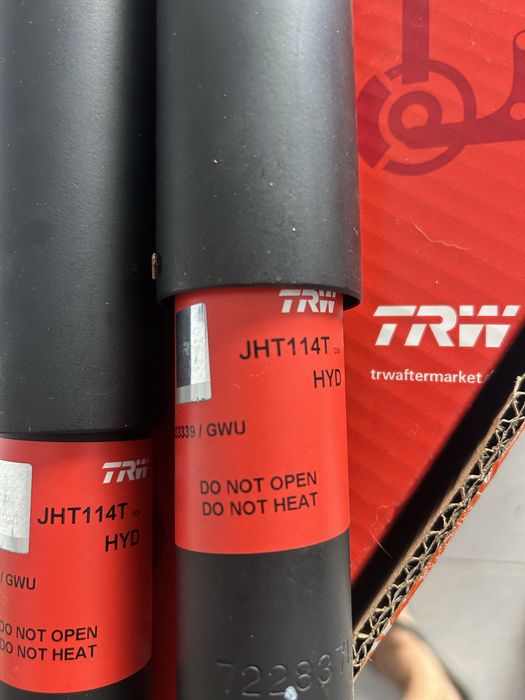 TRW
JHT114T
HYD
/ GWU
DO NOT OPEN
DO NOT HEAT
TRW
JHT114T
HYD
/ GWU
DO NOT OPEN
DO NOT HEAT
TRW
trwaftermarket